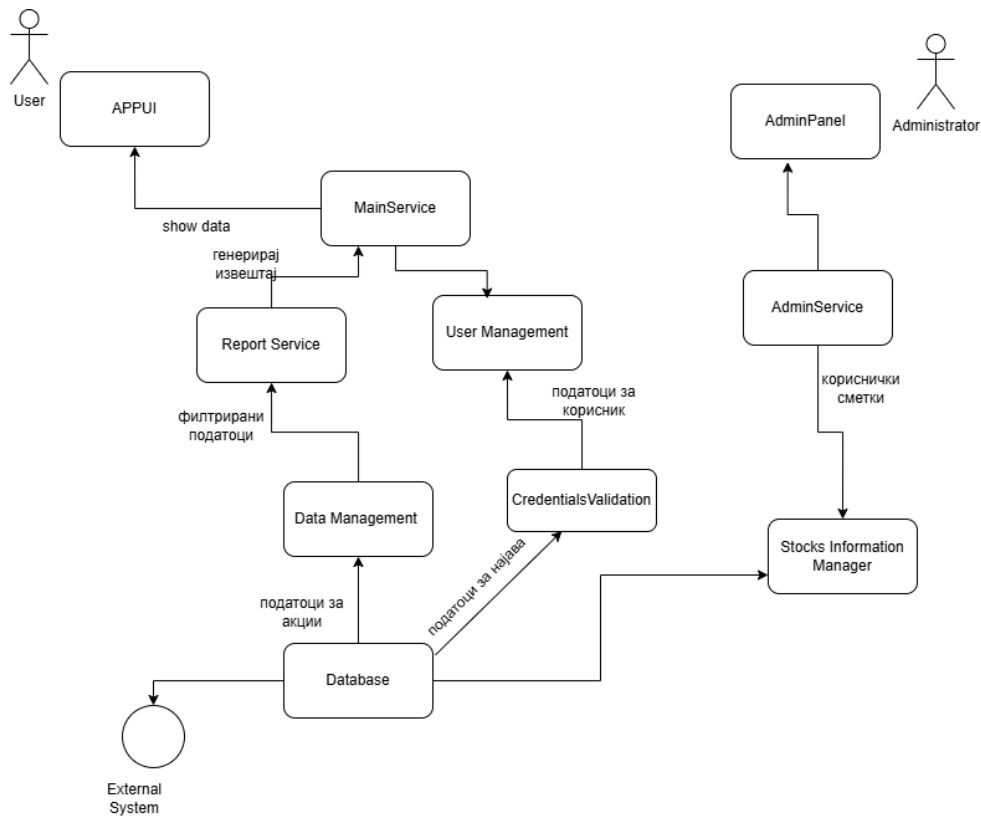 User
APPUI
AdminPanel
Administrator
MainService
show data
генерирај
извештај
AdminService
Report Service
User Management
кориснички
сметки
податоци за
корисник
филтрирани
податоци
CredentialsValidation
Data Management
Stocks Information
Manager
податоци за најава
податоци за
акции
Database
External
System